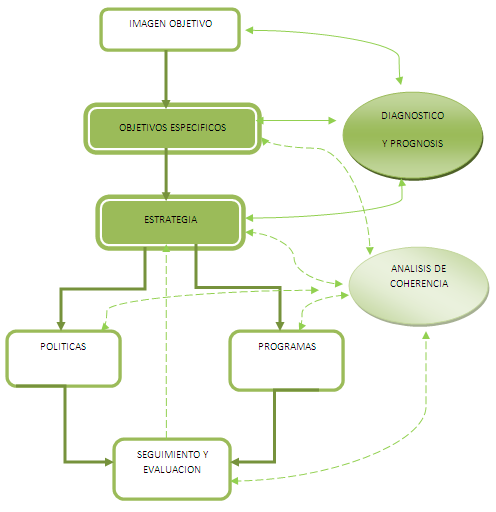 IMAGEN OBJETIVO
DIAGNOSTICO
Y PROGNOSIS
OBJETIVOS ESPECIFICOS
ESTRATEGIA
ANALISIS DE
COHERENCIA
POLITICAS
PROGRAMAS
SEGUIMIENTO Y
EVALUACION